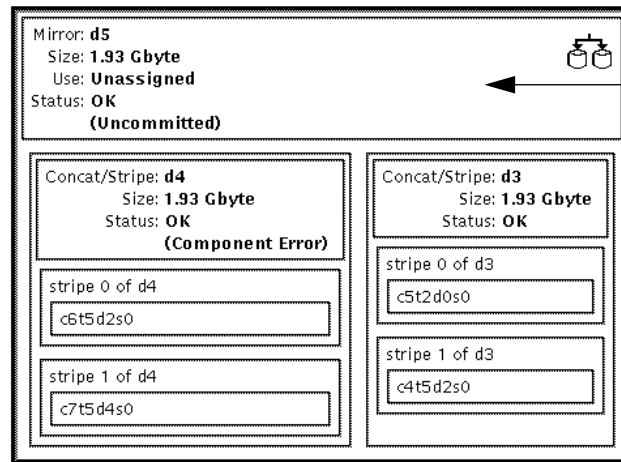 Mirror: d5
Size: 1.93 Gbyte
Use: Unassigned
Status: OK
(Uncommitted)
Concat/Stripe: d4
Size: 1.93 Gbyte
Status: OK
(Component Error)
stripe 0 of d4
c6t5d2s0
stripe 1 of d4
c7t5d4s0
Concat/Stripe: d3
Size: 1.93 Gbyte
Status: OK
stripe 0 of d3
c5t2d0s0
stripe 1 of d3
c4t5d2s0